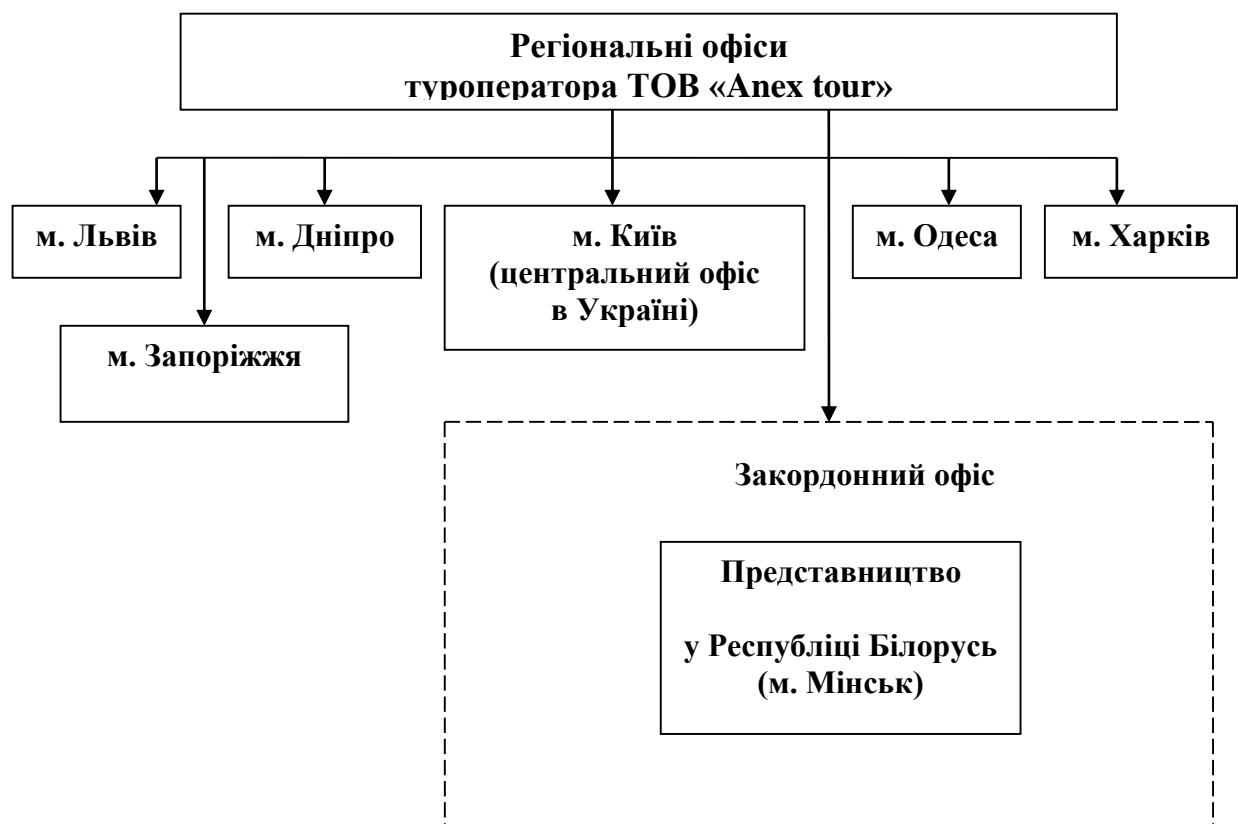 Регіональні офіси
туроператора ТОВ «Anex tour»
м. Львів
м. Дніпро
м. Київ
(центральний офіс
в Україні)
м. Одеса
м. Харків
м. Запоріжжя
Закордонний офіс
Представництво
у Республіці Білорусь
(м. Мінськ)